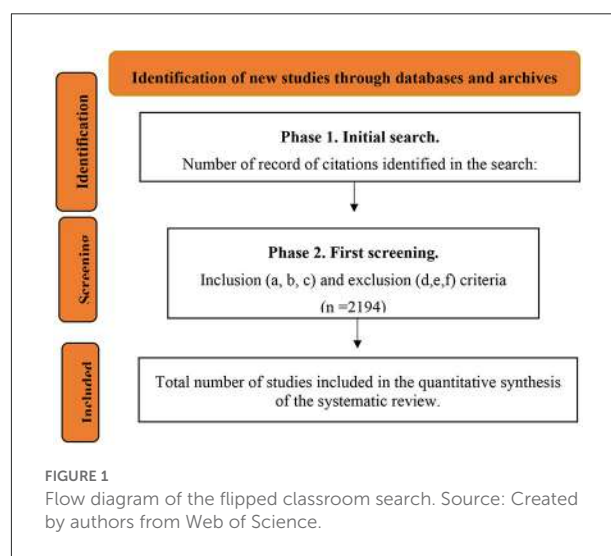 Identification of new studies through databases and archives
Identification
Phase 1. Initial search.
Number of record of citations identified in the search:
Screening
Phase 2. First screening.
Inclusion (a, b, c) and exclusion (d,e,f) criteria
(n =2194)
Included
Total number of studies included in the quantitative synthesis
of the systematic review.
FIGURE 1
Flow diagram of the flipped classroom search. Source: Created
by authors from Web of Science.